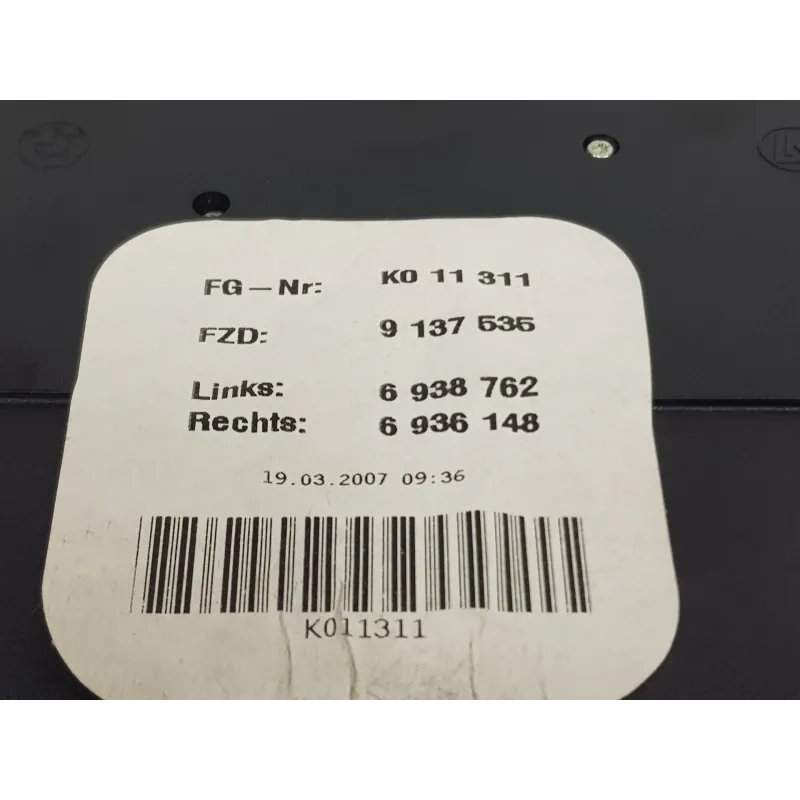 FG-Nr: K0 11 311
FZD: 9 137 535
Links: 6 938 762
Rechts: 6 936 148
19.03.2007 09:36
K011311